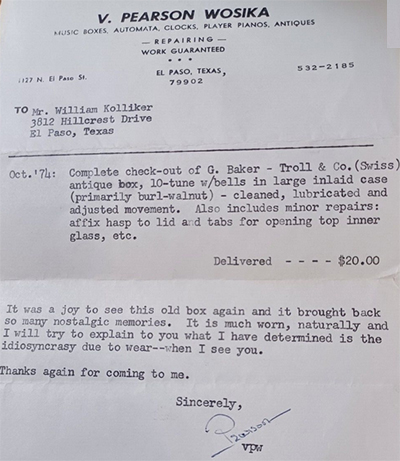 V. PEARSON WOSIKA
MUSIC BOXES, AUTOMATA, CLOCKS, PLAYER PIANOS, ANTIQUES
— REPAIRING —
WORK GUARANTEED
• • •
1127 N. El Paso St.
EL PASO, TEXAS,
79902
532-2185
TO Mr. William Kolliker
3812 Hillcrest Drive
El Paso, Texas
Oct.'74: Complete check-out of G. Baker - Troll & Co.(Swiss)
antique box, 10-tune w/bells in large inlaid case
(primarily burl-walnut) - cleaned, lubricated and
adjusted movement. Also includes minor repairs:
affix hasp to lid and tabs for opening top inner
glass, etc.
Delivered - - - - $20.00
It was a joy to see this old box again and it brought back
so many nostalgic memories. It is much worn, naturally and
I will try to explain to you what I have determined is the
idiosyncrasy due to wear--when I see you.
Thanks again for coming to me.
Sincerely,
Pearson
vpw